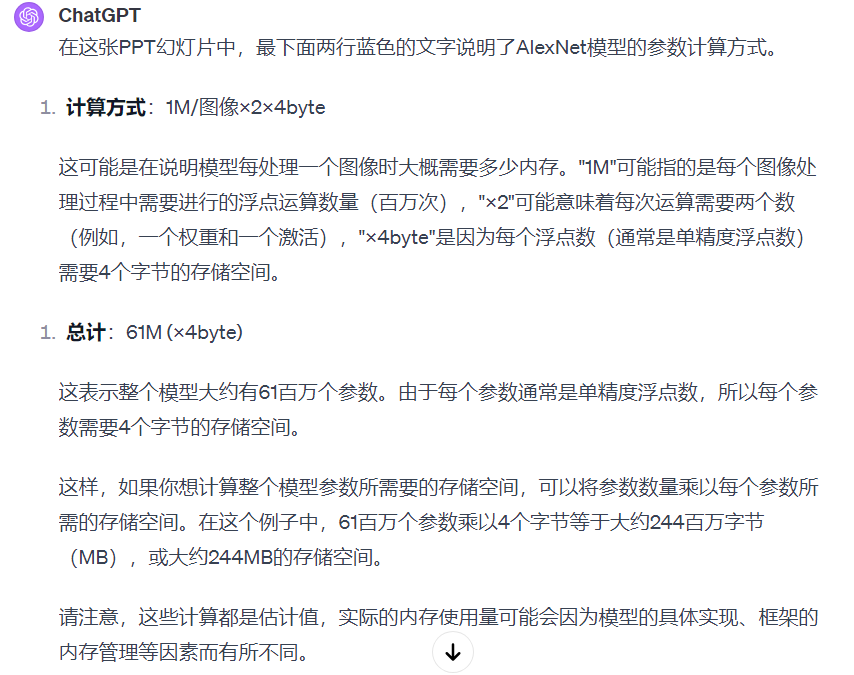 ChatGPT
在这张PPT幻灯片中，最下面两行蓝色的文字说明了AlexNet模型的参数计算方式。
1. 计算方式：1M/图像×2×4byte
这可能是在说明模型每处理一个图像时大概需要多少内存。"1M"可能指的是每个图像处
理过程中需要进行的浮点运算数量（百万次），"×2"可能意味着每次运算需要两个数
（例如，一个权重和一个激活），"×4byte"是因为每个浮点数（通常是单精度浮点数）
需要4个字节的存储空间。
1. 总计：61M (×4byte)
这表示整个模型大约有61百万个参数。由于每个参数通常是单精度浮点数，所以每个参
数需要4个字节的存储空间。
这样，如果你想计算整个模型参数所需要的存储空间，可以将参数数量乘以每个参数所
需的存储空间。在这个例子中，61百万个参数乘以4个字节等于大约244百万字节
（MB），或大约244MB的存储空间。
请注意，这些计算都是估计值，实际的内存使用量可能会因为模型的具体实现、框架的
内存管理等因素而有所不同。